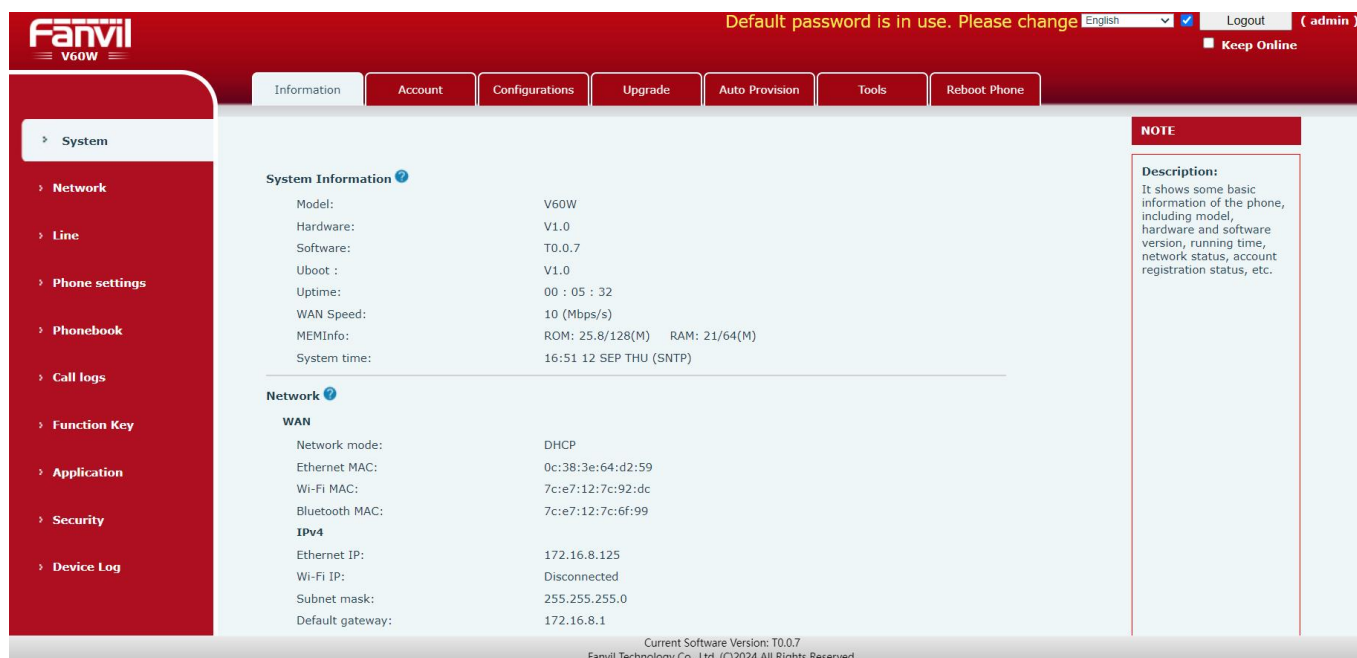 Fanvil
V60W
Default password is in use. Please change
English
Logout
( admin )
Keep Online
Information
Account
Configurations
Upgrade
Auto Provision
Tools
Reboot Phone
› System
› Network
› Line
› Phone settings
› Phonebook
› Call logs
› Function Key
› Application
› Security
› Device Log
System Information ?
Model: V60W
Hardware: V1.0
Software: T0.0.7
Uboot : V1.0
Uptime: 00 : 05 : 32
WAN Speed: 10 (Mbps/s)
MEMInfo: ROM: 25.8/128(M) RAM: 21/64(M)
System time: 16:51 12 SEP THU (SNTP)
Network ?
WAN
Network mode: DHCP
Ethernet MAC: 0c:38:3e:64:d2:59
Wi-Fi MAC: 7c:e7:12:7c:92:dc
Bluetooth MAC: 7c:e7:12:7c:6f:99
IPv4
Ethernet IP: 172.16.8.125
Wi-Fi IP: Disconnected
Subnet mask: 255.255.255.0
Default gateway: 172.16.8.1
NOTE
Description:
It shows some basic
information of the phone,
including model,
hardware and software
version, running time,
network status, account
registration status, etc.
Current Software Version: T0.0.7
Fanvil Technology Co., Ltd. (C)2024 All Rights Reserved